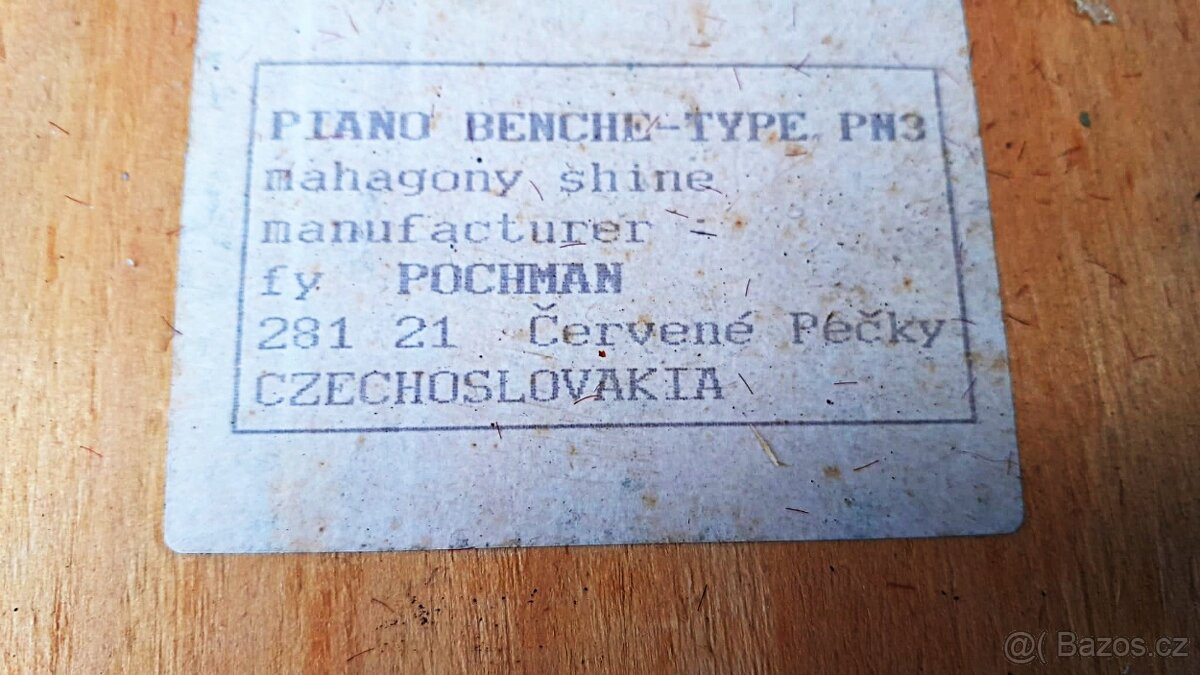 PIANO BENCHE-TYPE PN3
mahagony shine
manufacturer :
fy POCHMAN
281 21 Červené Pečky
CZECHOSLOVAKIA
@( Bazos.cz